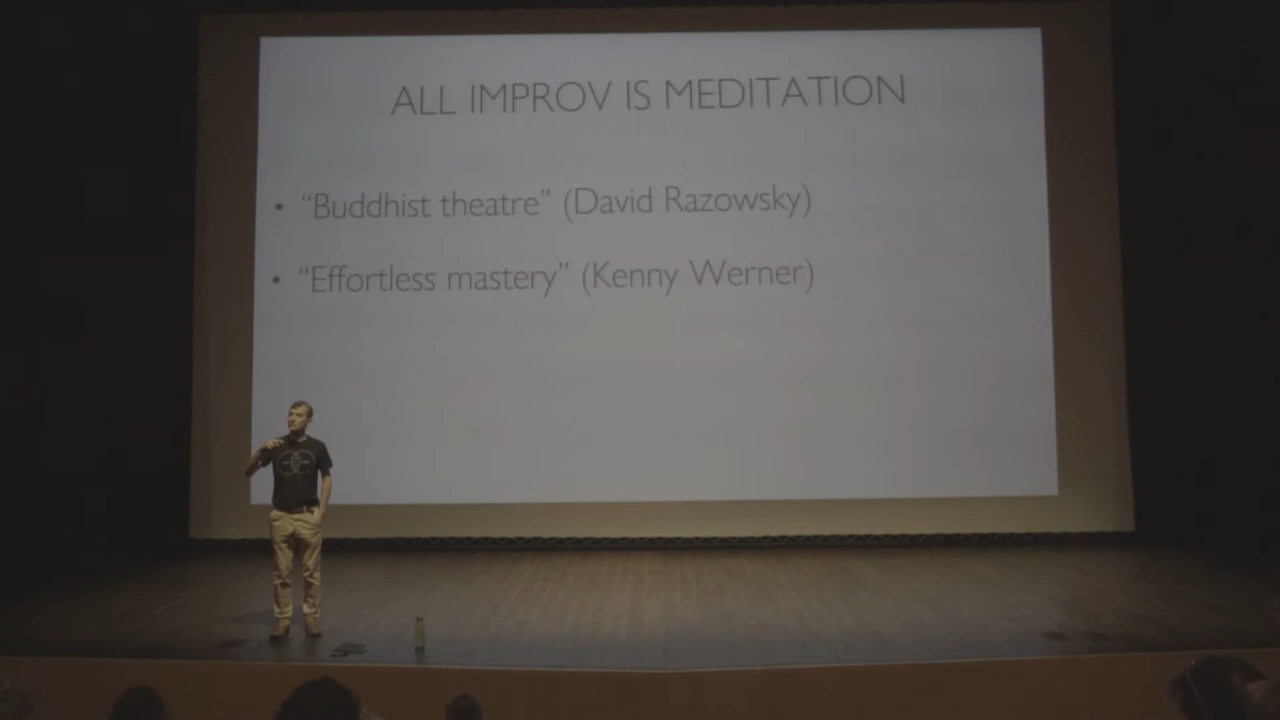 ALL IMPROV IS MEDITATION
• “Buddhist theatre” (David Razowsky)
• “Effortless mastery” (Kenny Werner)